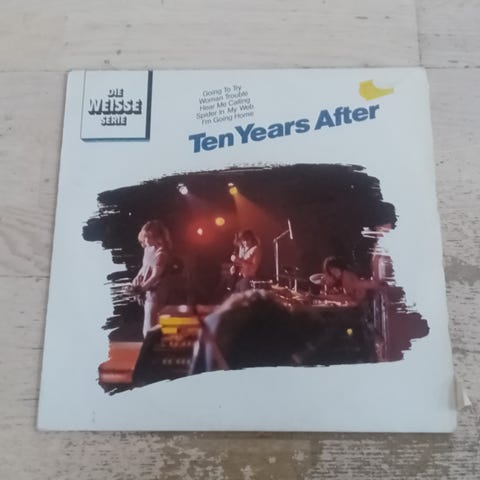 DIE
WEISSE
SERIE
Going To Try
Woman Trouble
Hear Me Calling
Spider In My Web
I'm Going Home
Ten Years After